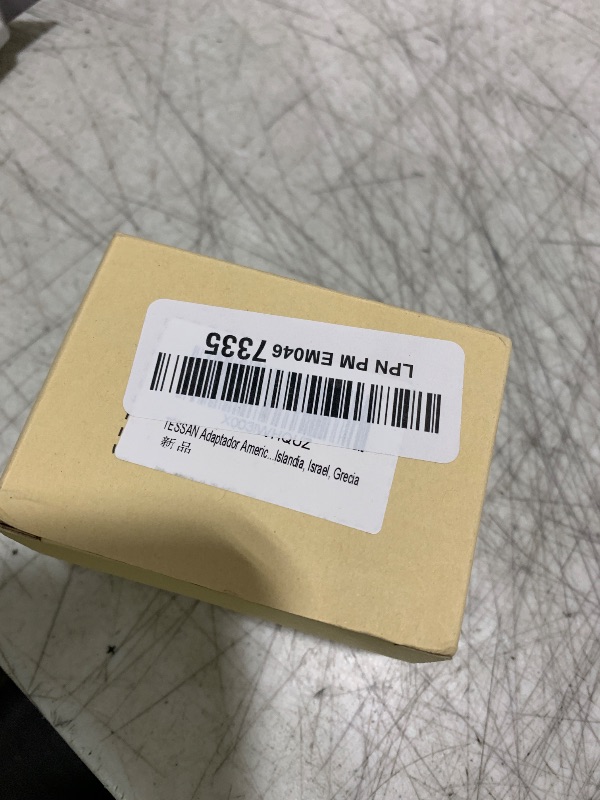 LPN PM EM046 7335
TESSAN Adaptador Americ...Islandia, Israel, Grecia
新品